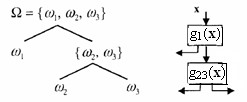 Ω = {ω₁, ω₂, ω₃}
x
g₁(x)
ω₁ {ω₂, ω₃}
g₂₃(x)
ω₂ ω₃